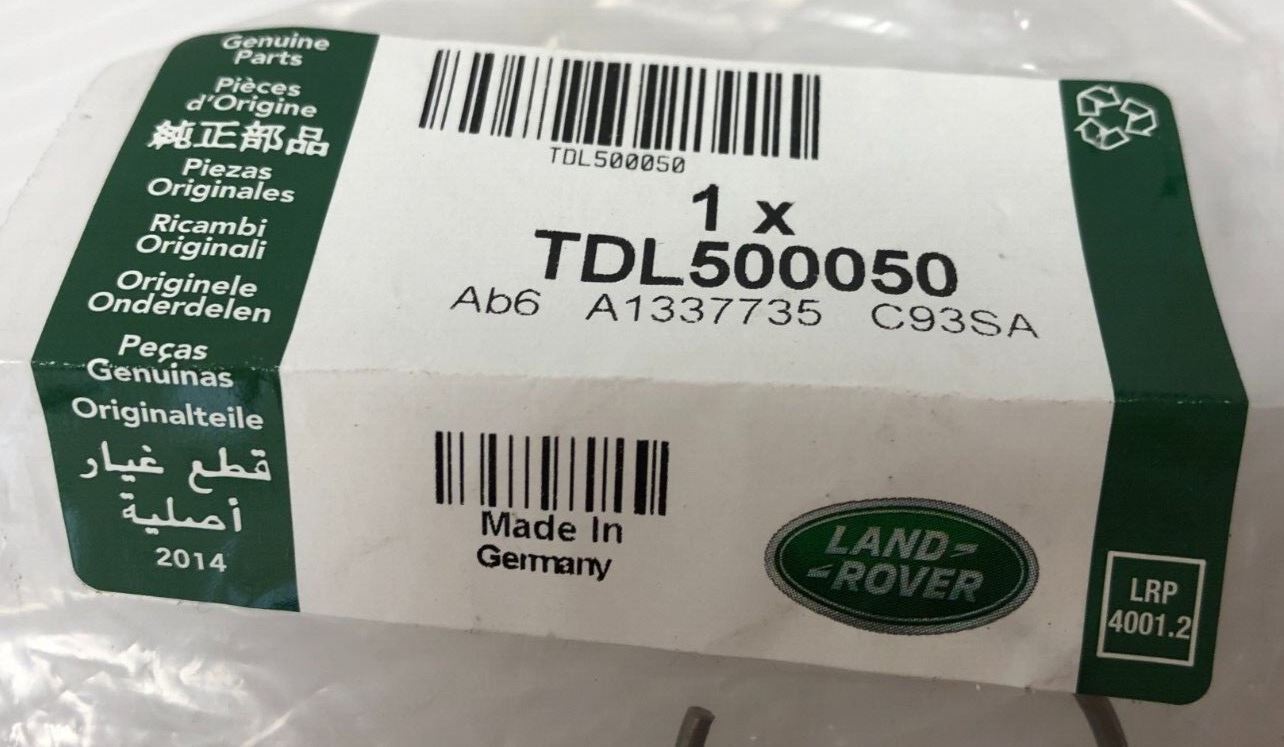 Genuine
Parts
Pièces
d'Origine
純正部品
Piezas
Originales
Ricambi
Originali
Originele
Onderdelen
Peças
Genuinas
Originalteile
قطع غيار
أصلية
2014
TDL500050
1 x
TDL500050
Ab6 A1337735 C93SA
Made In
Germany
LAND
ROVER
LRP
4001.2